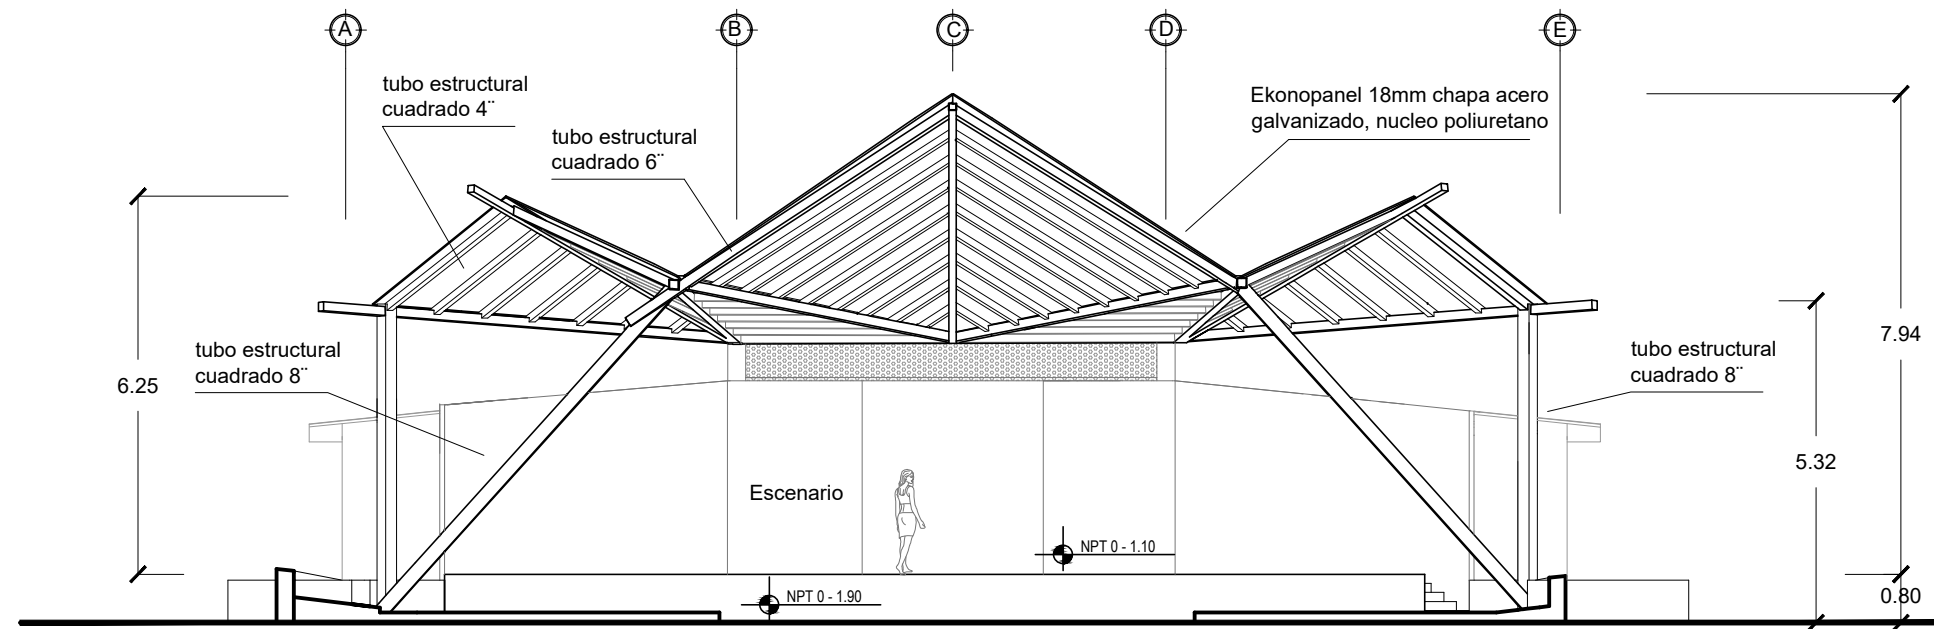 A
B
C
D
E
tubo estructural
cuadrado 4¨
tubo estructural
cuadrado 6¨
Ekonopanel 18mm chapa acero
galvanizado, nucleo poliuretano
tubo estructural
cuadrado 8¨
6.25
7.94
tubo estructural
cuadrado 8¨
5.32
Escenario
NPT 0 - 1.10
NPT 0 - 1.90
0.80